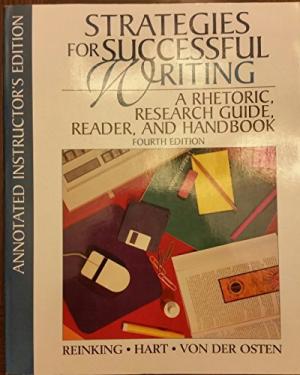 ANNOTATED INSTRUCTOR'S EDITION
STRATEGIES
FOR SUCCESSFUL
WRITING
A RHETORIC,
RESEARCH GUIDE,
READER, AND HANDBOOK
FOURTH EDITION
REINKING • HART • VON DER OSTEN